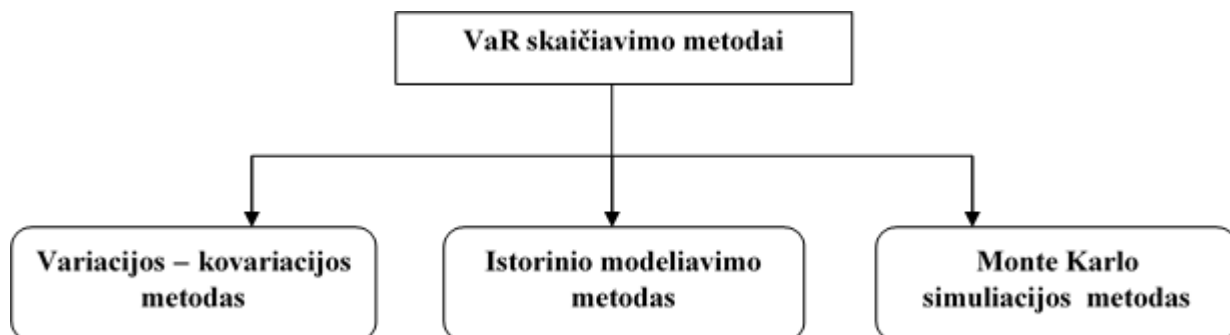 VaR skaičiavimo metodai
Variacijos – kovariacijos
metodas
Istorinio modeliavimo
metodas
Monte Karlo
simuliacijos metodas